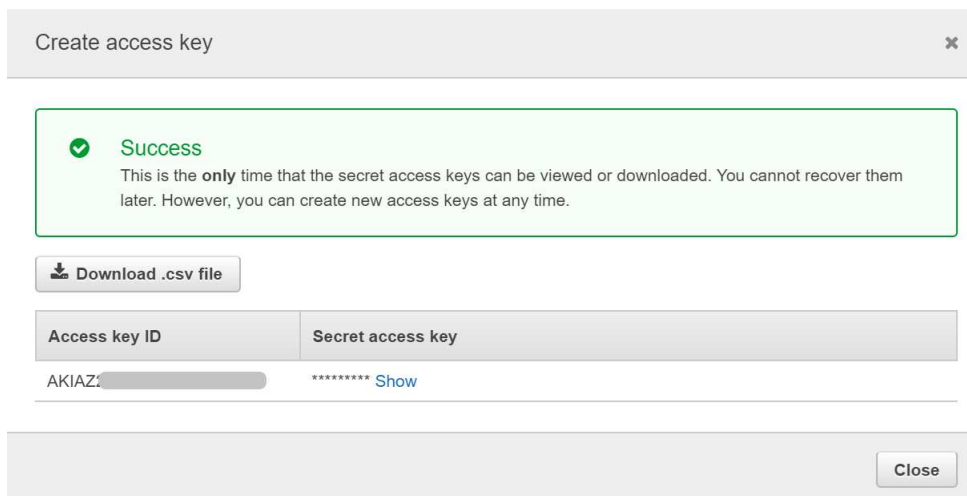 Create access key
Success
This is the only time that the secret access keys can be viewed or downloaded. You cannot recover them
later. However, you can create new access keys at any time.
Download .csv file
Access key ID Secret access key
AKIAZ ********* Show
Close